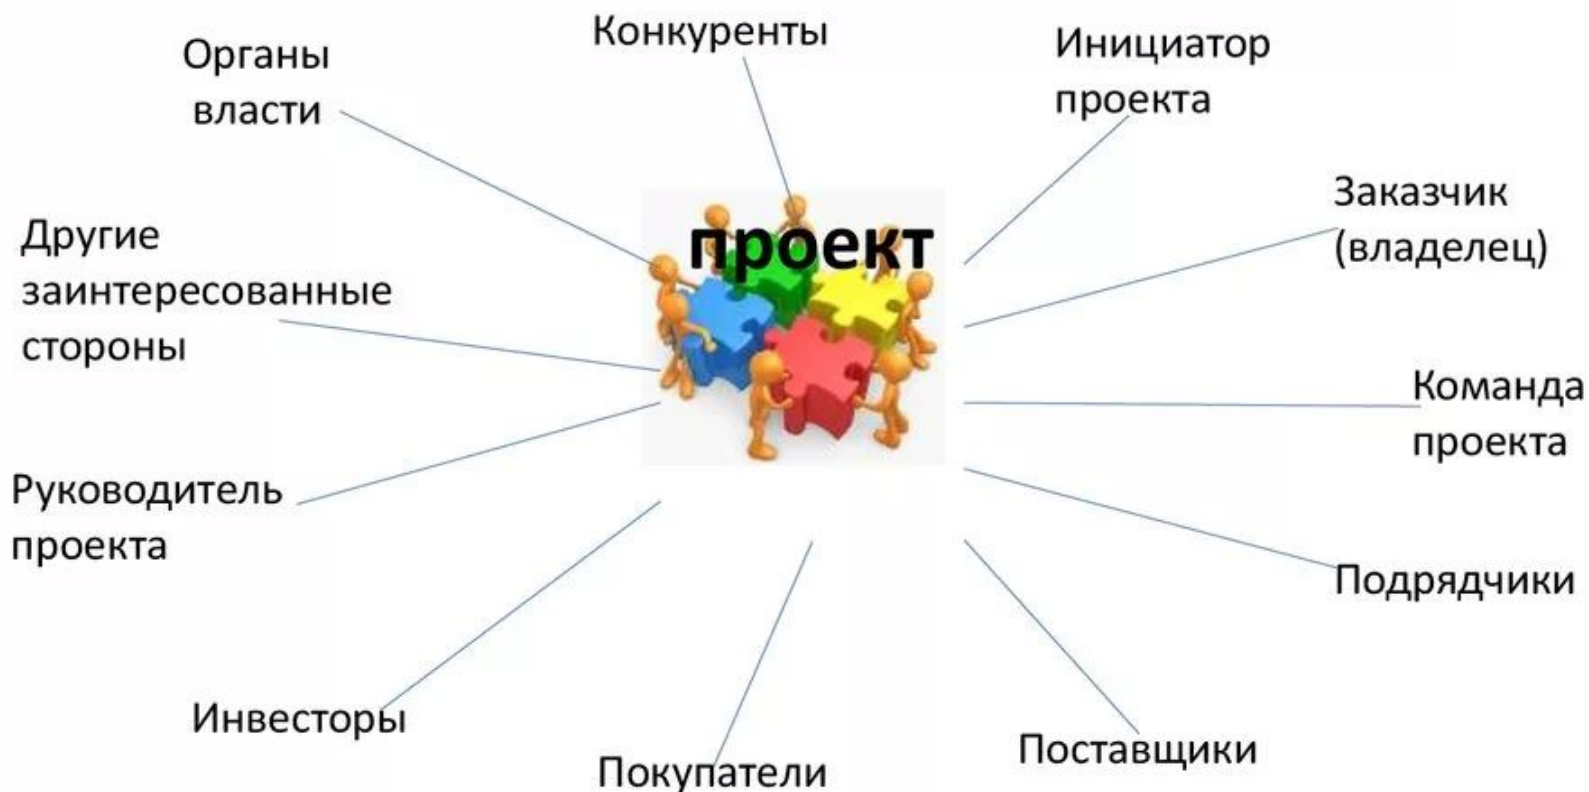 Органы
власти
Конкуренты
Инициатор
проекта
Заказчик
(владелец)
Другие
заинтересованные
стороны
проект
Команда
проекта
Руководитель
проекта
Подрядчики
Инвесторы
Покупатели
Поставщики